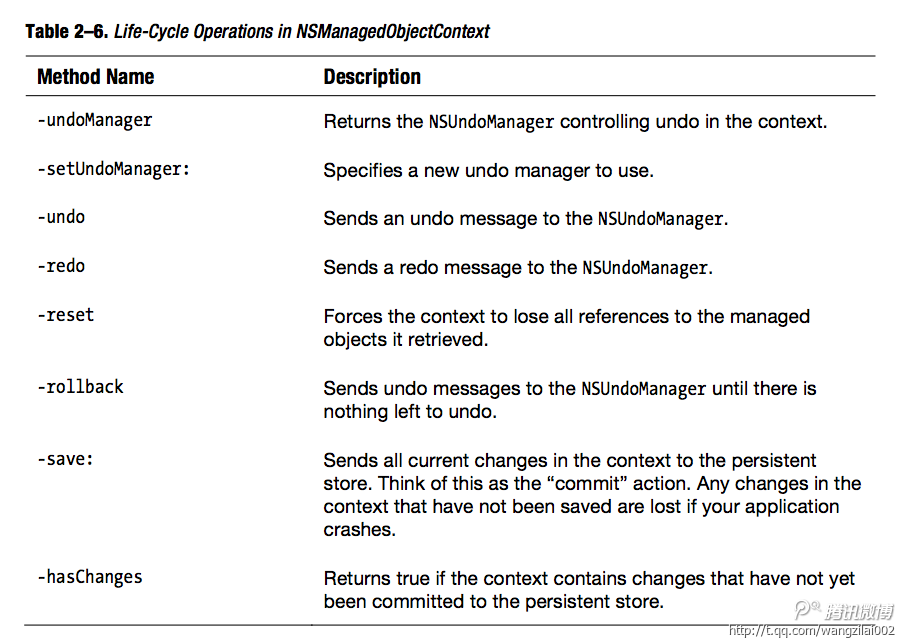 Table 2–6. Life-Cycle Operations in NSManagedObjectContext
Method Name Description
-undoManager Returns the NSUndoManager controlling undo in the context.
-setUndoManager: Specifies a new undo manager to use.
-undo Sends an undo message to the NSUndoManager.
-redo Sends a redo message to the NSUndoManager.
-reset Forces the context to lose all references to the managed
objects it retrieved.
-rollback Sends undo messages to the NSUndoManager until there is
nothing left to undo.
-save: Sends all current changes in the context to the persistent
store. Think of this as the “commit” action. Any changes in the
context that have not been saved are lost if your application
crashes.
-hasChanges Returns true if the context contains changes that have not yet
been committed to the persistent store.
腾讯微博
http://t.qq.com/wangzilai002